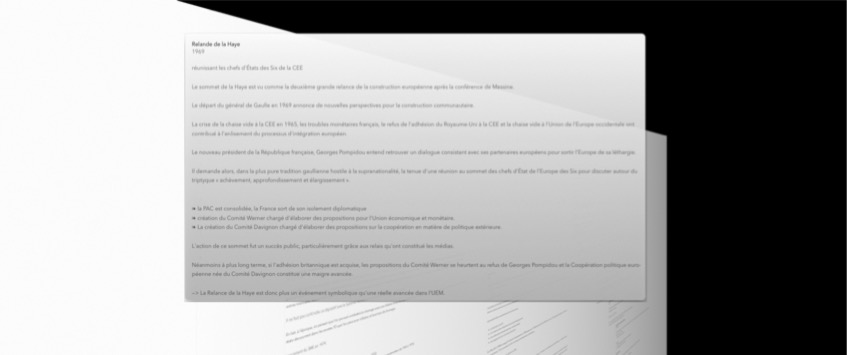 Relande de la Haye
1969
réunissant les chefs d'États des Six de la CEE
Le sommet de la Haye est vu comme la deuxième grande relance de la construction européenne après la conférence de Messine.
Le départ du général de Gaulle en 1969 annonce de nouvelles perspectives pour la construction communautaire.
La crise de la chaise vide à la CEE en 1965, les troubles monétaires français, le refus de l'adhésion du Royaume Uni à la CEE et la chaise vide à l'Union de l'Europe occidentale ont
contribué à l'enlisement du processus d'intégration européen.
Le nouveau président de la République française, Georges Pompidou entend retrouver un dialogue consistant avec ses partenaires européens pour sortir l'Europe de sa léthargie.
Il demande alors, dans la plus pure tradition gaullienne hostile à la supranationalité, la tenue d'une réunion au sommet des chefs d'État de l'Europe des Six pour discuter autour du
triptyque « achèvement, approfondissement et élargissement ».
la PAC est consolidée, la France sort de son isolement diplomatique
création du Comité Werner chargé d'élaborer des propositions pour l'Union économique et monétaire.
La création du Comité Davignon chargé d'élaborer des propositions sur la coopération en matière de politique extérieure.
L'action de ce sommet fut un succès public, particulièrement grâce aux relais qu'ont constitué les médias.
Néanmoins à plus long terme, si l'adhésion britannique est acquise, les propositions du Comité Werner se heurtent au refus de Georges Pompidou et la Coopération politique euro-
péenne née du Comité Davignon constitue une maigre avancée.
--> La Relance de la Haye est donc plus un événement symbolique qu'une réelle avancée dans l'UEM.